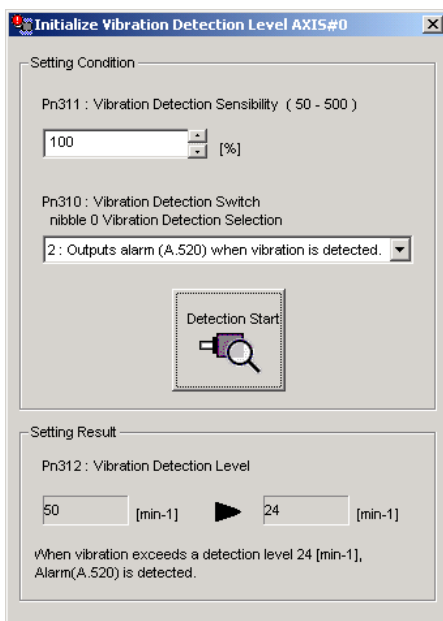 Initialize Vibration Detection Level AXIS#0
Setting Condition
Pn311 : Vibration Detection Sensibility ( 50 - 500 )
100 [%]
Pn310 : Vibration Detection Switch
nibble 0 Vibration Detection Selection
2 : Outputs alarm (A.520) when vibration is detected.
Detection Start
Setting Result
Pn312 : Vibration Detection Level
50 [min-1] 24 [min-1]
When vibration exceeds a detection level 24 [min-1],
Alarm(A.520) is detected.